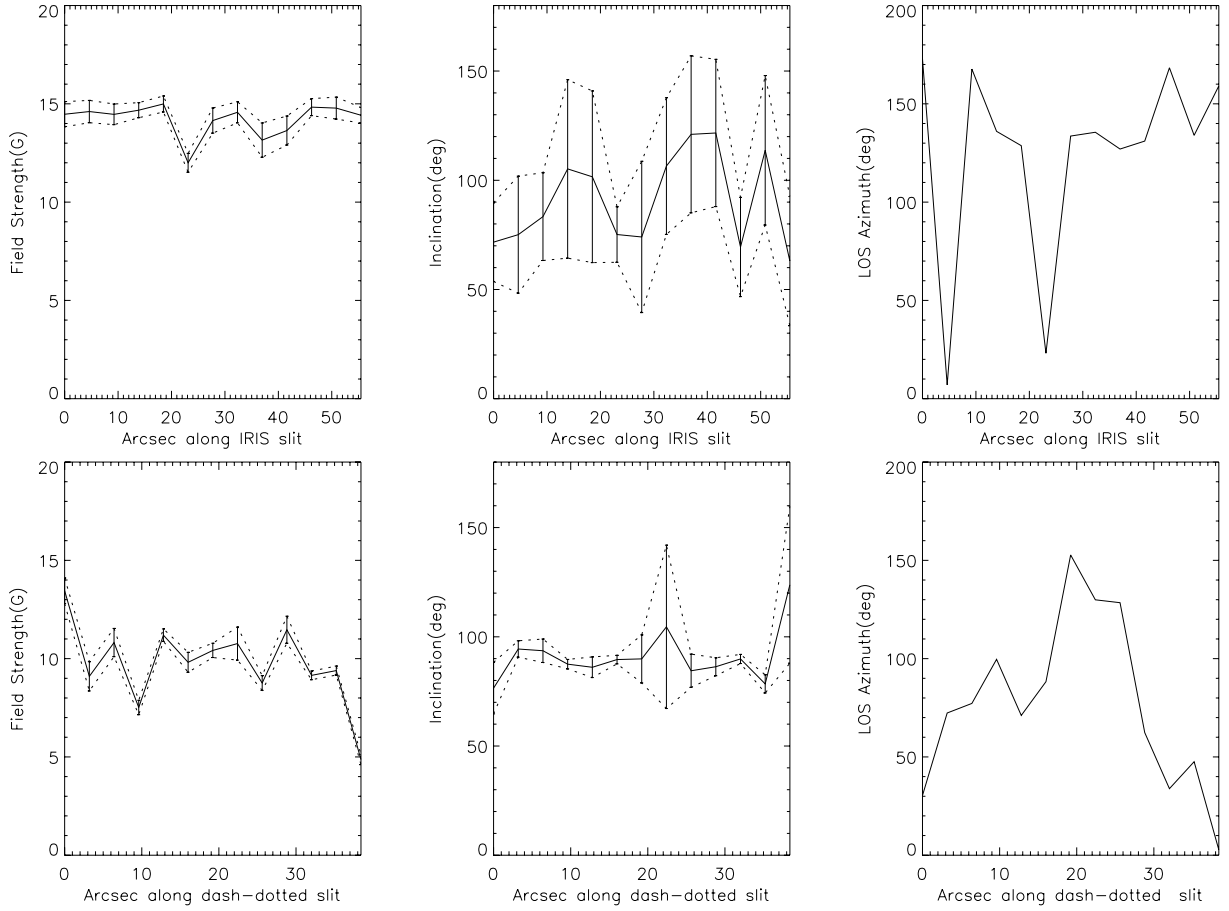 Field Strength(G)
20
15
10
5
0
0 10 20 30 40 50
Arcsec along IRIS slit
Inclination(deg)
150
100
50
0
0 10 20 30 40 50
Arcsec along IRIS slit
LOS Azimuth(deg)
200
150
100
50
0
0 10 20 30 40 50
Arcsec along IRIS slit
Field Strength(G)
20
15
10
5
0
0 10 20 30
Arcsec along dash-dotted slit
Inclination(deg)
150
100
50
0
0 10 20 30
Arcsec along dash-dotted slit
LOS Azimuth(deg)
200
150
100
50
0
0 10 20 30
Arcsec along dash-dotted slit